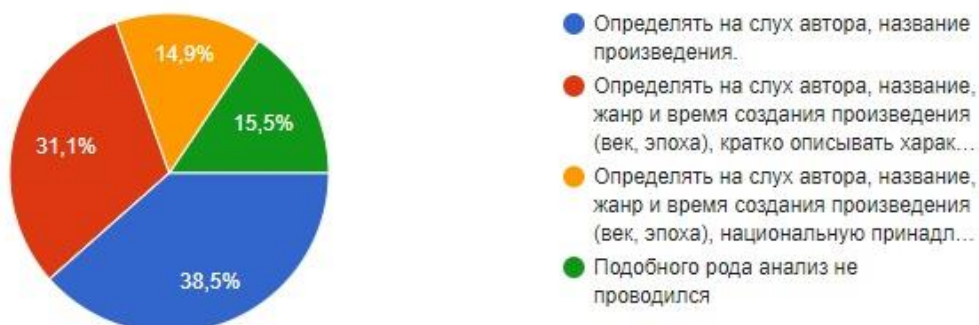 14,9%
15,5%
31,1%
38,5%
Определять на слух автора, название
произведения.
Определять на слух автора, название,
жанр и время создания произведения
(век, эпоха), кратко описывать харак...
Определять на слух автора, название,
жанр и время создания произведения
(век, эпоха), национальную принадл...
Подобного рода анализ не
проводился